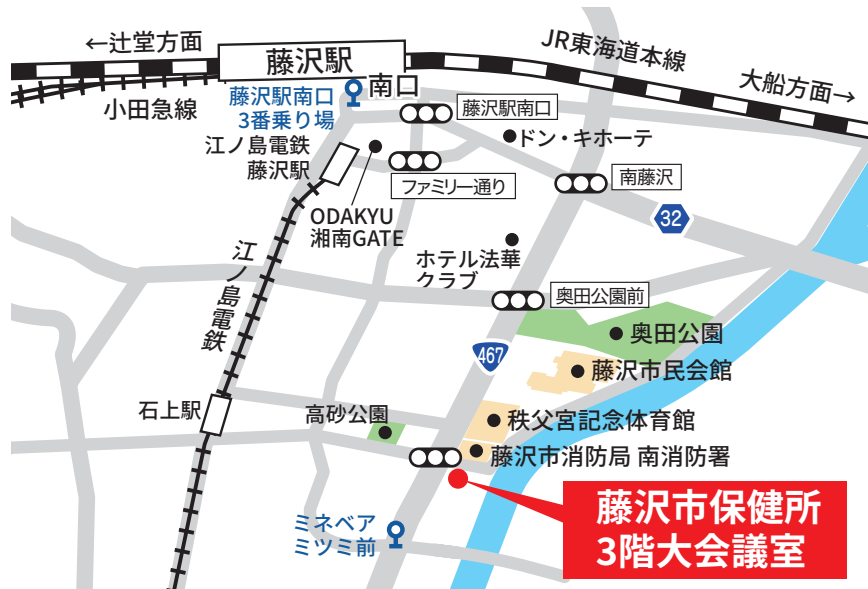 ←辻堂方面
藤沢駅
JR東海道本線
大船方面→
小田急線
南口
藤沢駅南口
3番乗り場
藤沢駅南口
ドン・キホーテ
江ノ島電鉄
藤沢駅
ファミリー通り
南藤沢
ODAKYU
湘南GATE
32
江ノ島電鉄
ホテル法華
クラブ
奥田公園前
奥田公園
467
藤沢市民会館
石上駅
高砂公園
秩父宮記念体育館
藤沢市消防局 南消防署
藤沢市保健所
3階大会議室
ミネベア
ミツミ前